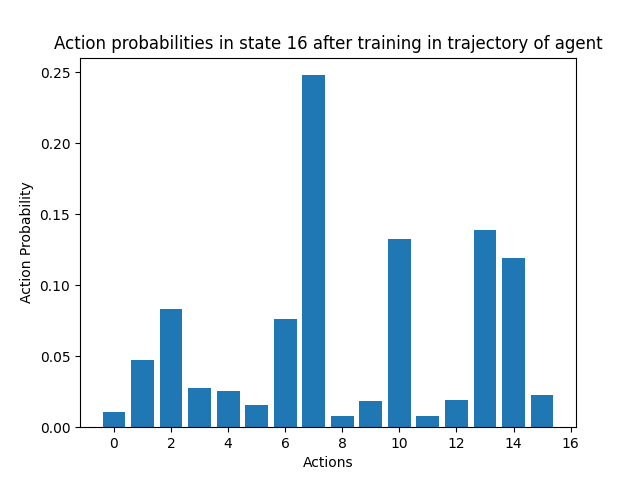 Action probabilities in state 16 after training in trajectory of agent
0.25
0.20
0.15
0.10
0.05
0.00
Action Probability
0 2 4 6 8 10 12 14 16
Actions